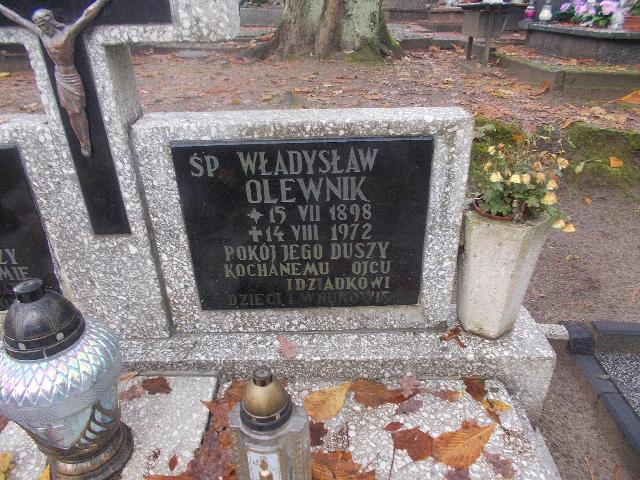 ŚP WŁADYSŁAW
OLEWNIK
* 15 VII 1898
+ 14 VIII 1972
POKÓJ JEGO DUSZY
KOCHANEMU OJCU
I DZIADKOWI
DZIECI I WNUKOWIE